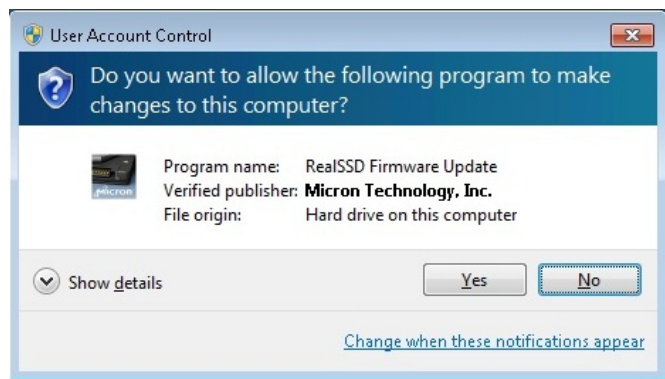 User Account Control
Do you want to allow the following program to make
changes to this computer?
Micron
Program name: RealSSD Firmware Update
Verified publisher: Micron Technology, Inc.
File origin: Hard drive on this computer
Show details
Yes
No
Change when these notifications appear